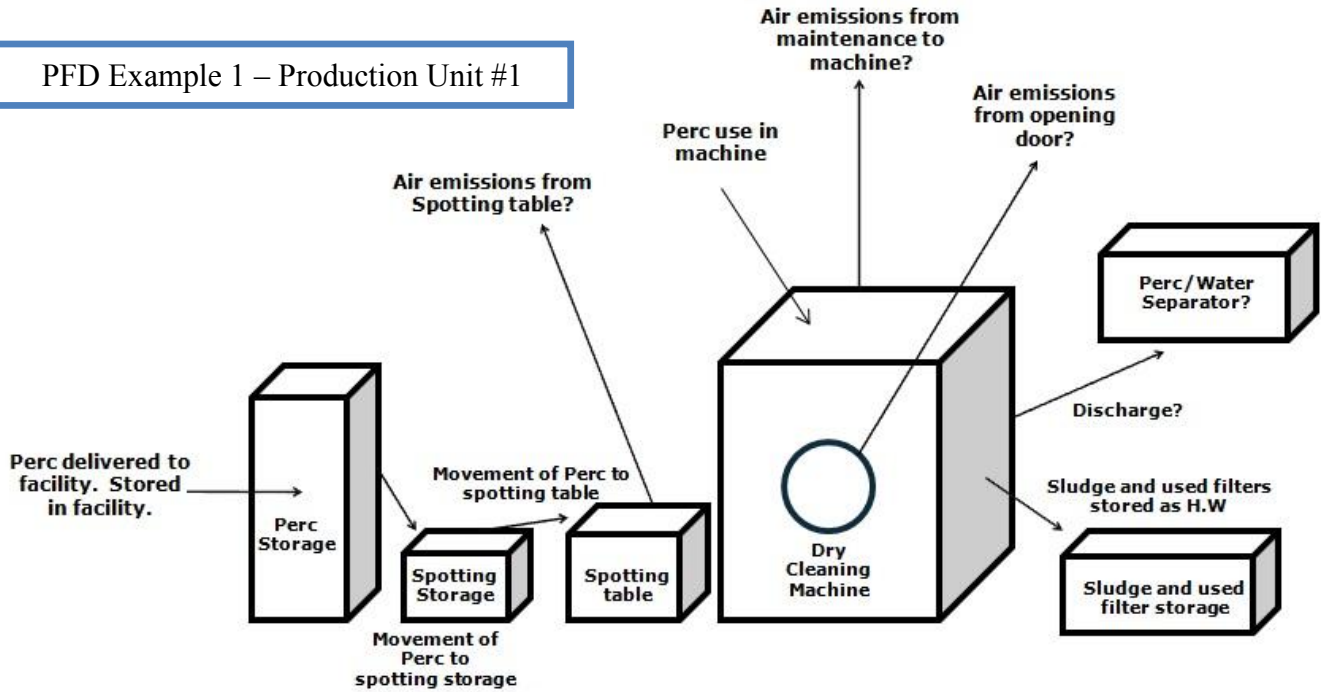 PFD Example 1 – Production Unit #1
Air emissions from
maintenance to
machine?
Air emissions
from opening
door?
Perc use in
machine
Air emissions from
Spotting table?
Perc/Water
Separator?
Discharge?
Perc delivered to
facility. Stored
in facility.
Perc
Storage
Movement of Perc to
spotting table
Spotting
Storage
Movement of
Perc to
spotting storage
Spotting
table
Dry
Cleaning
Machine
Sludge and used filters
stored as H.W
Sludge and used
filter storage